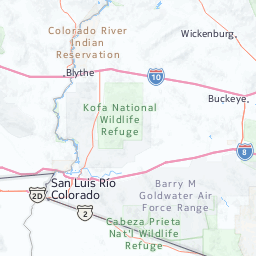 Colorado River
Indian
Reservation
Wickenburg
Blythe
10
Buckeye
Kofa National
Wildlife
Refuge
8
San Luis Río
Colorado
2D
2
Barry M
Goldwater Air
Force Range
Cabeza Prieta
Nat'l Wildlife
Refuge